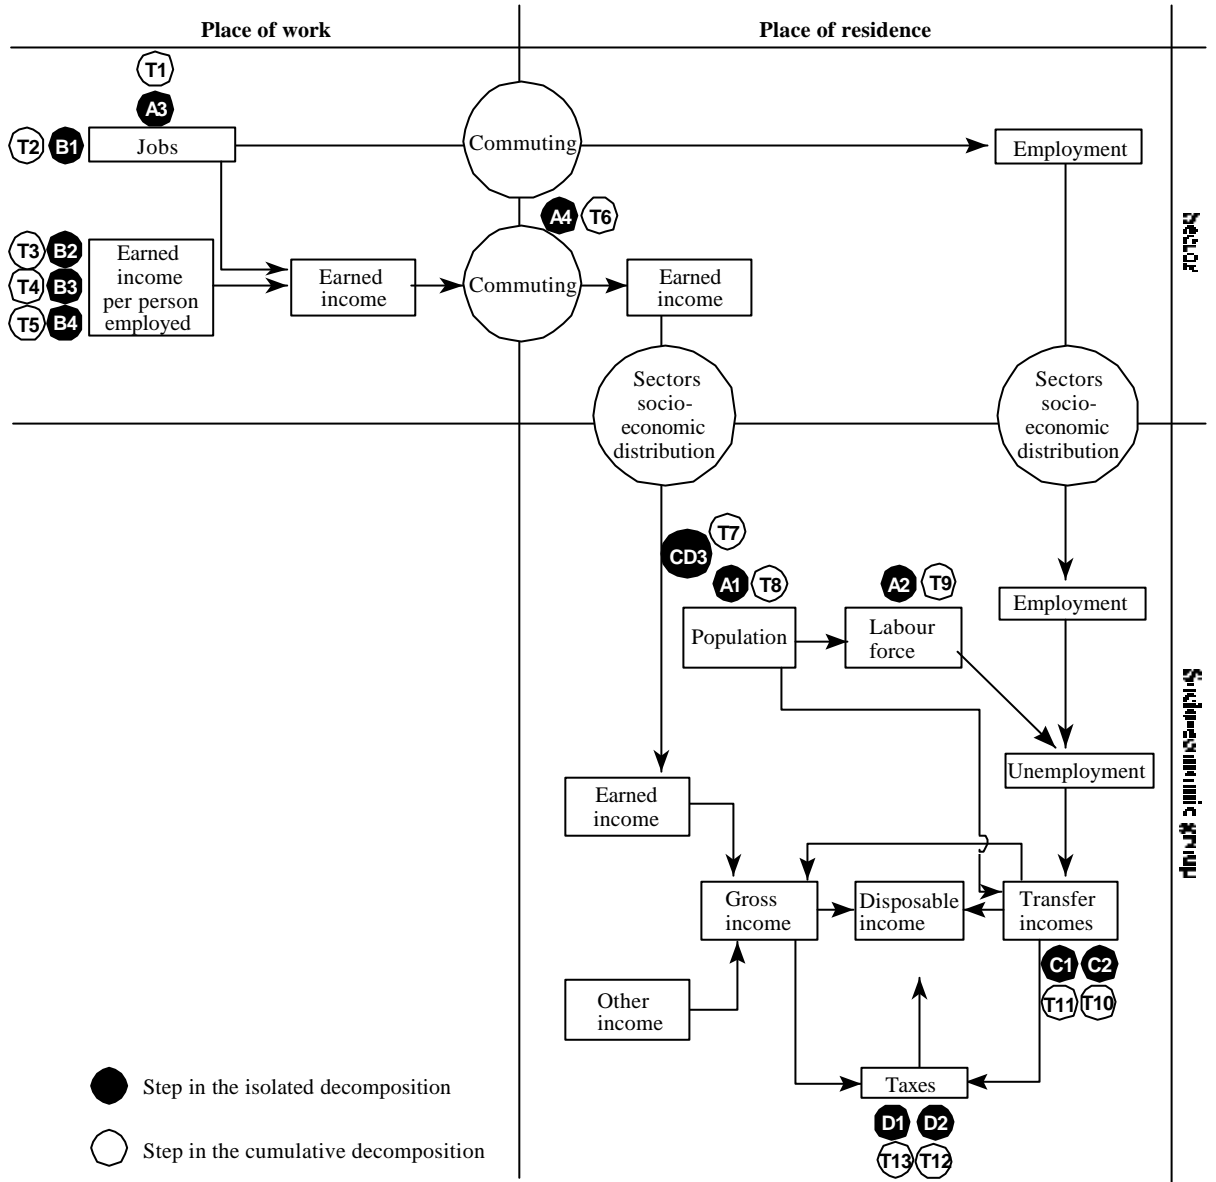 Place of work
Place of residence
T1
A3
T2 B1
Jobs
Commuting
Employment
A4 T6
T3 B2
T4 B3
T5 B4
Earned
income
per person
employed
Earned
income
Commuting
Earned
income
Sector
Sectors
socio-
economic
distribution
Sectors
socio-
economic
distribution
CD3
T7
A1 T8
A2 T9
Population
Labour
force
Employment
Unemployment
Socio-economic group
Earned
income
Gross
income
Disposable
income
Transfer
incomes
C1 C2
T11 T10
Other
income
Taxes
D1 D2
T13 T12
Step in the isolated decomposition
Step in the cumulative decomposition